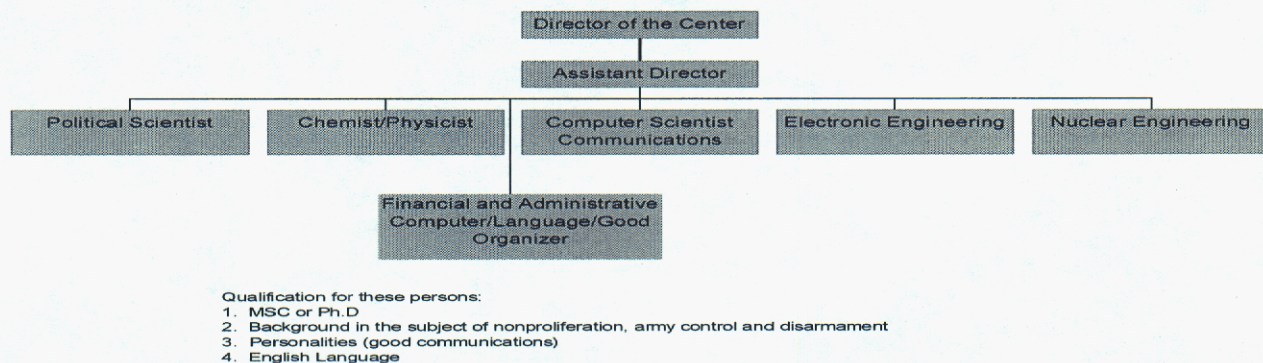 Director of the Center
Assistant Director
Political Scientist
Chemist/Physicist
Computer Scientist
Communications
Electronic Engineering
Nuclear Engineering
Financial and Administrative
Computer/Language/Good
Organizer
Qualification for these persons:
1. MSC or Ph.D
2. Background in the subject of nonproliferation, army control and disarmament
3. Personalities (good communications)
4. English Language